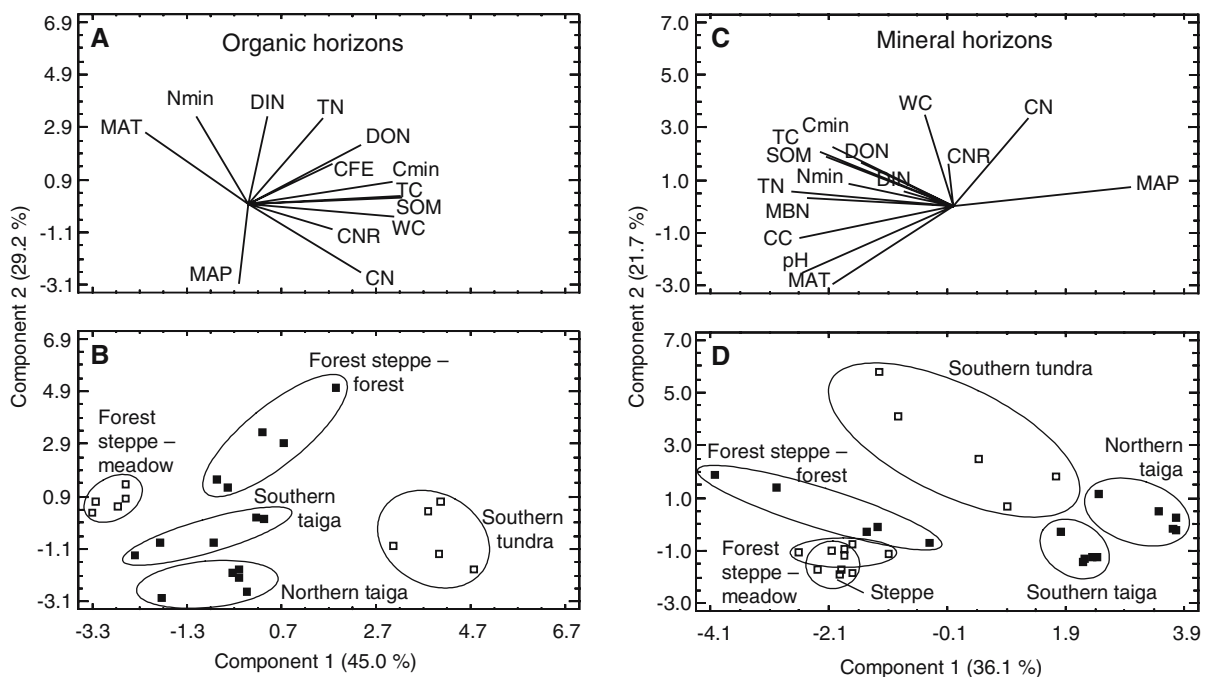 A
Organic horizons
6.9
4.9
2.9
0.9
-1.1
-3.1
MAT
Nmin
DIN
TN
DON
CFE
Cmin
TC
SOM
WC
CNR
CN
MAP
Component 2 (29.2 %)
B
6.9
4.9
2.9
0.9
-1.1
-3.1
Forest steppe –
forest
Forest
steppe –
meadow
Southern
taiga
Southern
tundra
Northern taiga
-3.3
-1.3
0.7
2.7
4.7
6.7
Component 1 (45.0 %)
C
Mineral horizons
7.0
5.0
3.0
1.0
-1.0
-3.0
WC
CN
TC
Cmin
SOM
DON
CNR
Nmin
DIN
TN
MAP
MBN
CC
pH
MAT
Component 2 (21.7 %)
D
7.0
5.0
3.0
1.0
-1.0
-3.0
Southern tundra
Forest steppe –
forest
Northern
taiga
Forest
steppe –
meadow
Steppe
Southern taiga
-4.1
-2.1
-0.1
1.9
3.9
Component 1 (36.1 %)